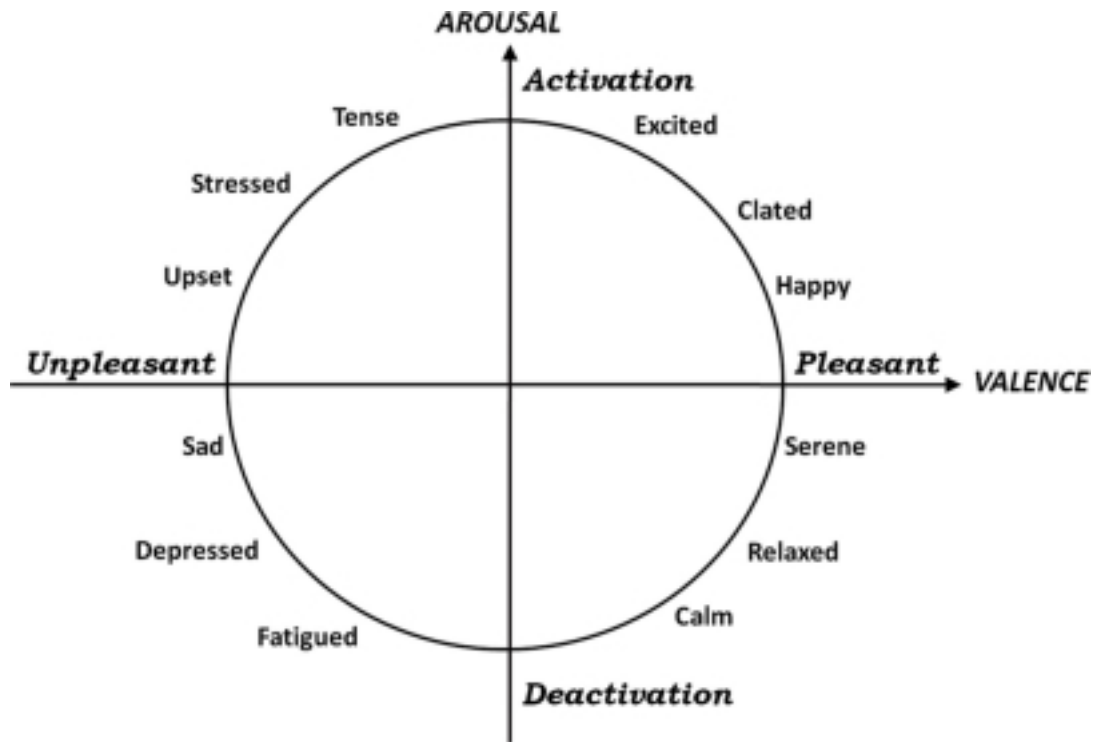 AROUSAL
Activation
Tense
Excited
Stressed
Clated
Upset
Happy
Unpleasant
Pleasant
VALENCE
Sad
Serene
Depressed
Relaxed
Calm
Fatigued
Deactivation